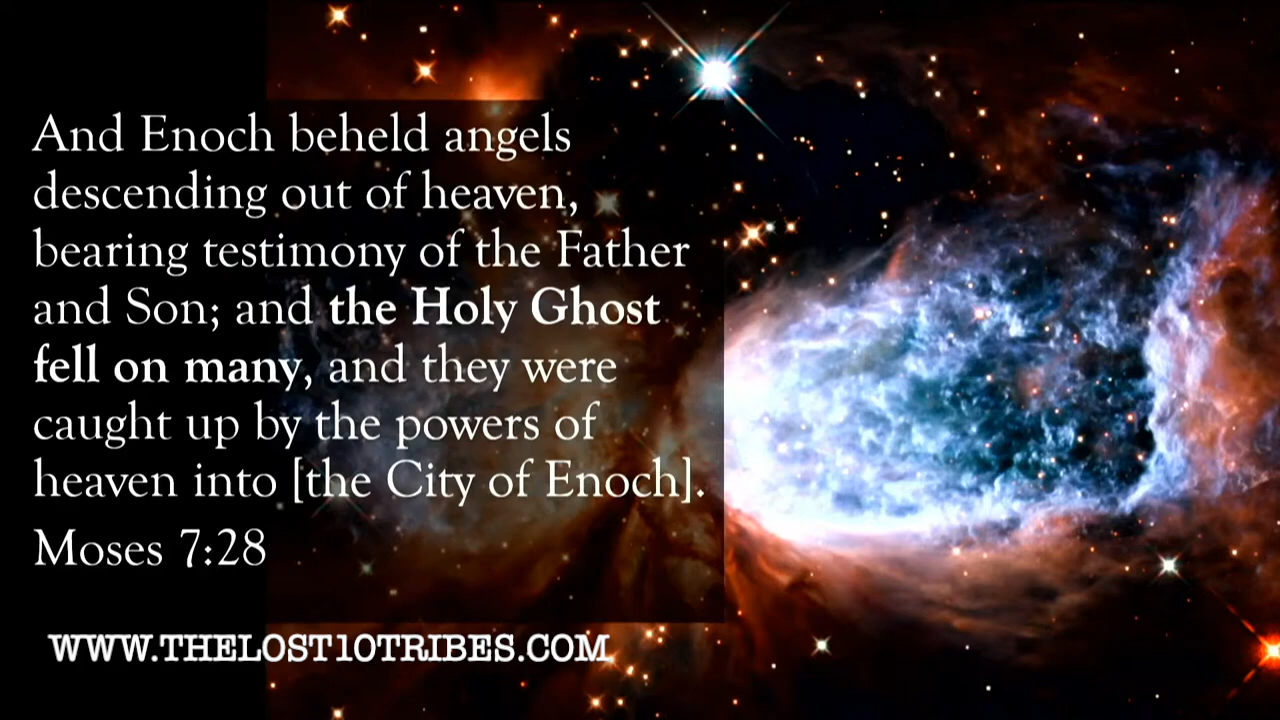 And Enoch beheld angels
descending out of heaven,
bearing testimony of the Father
and Son; and the Holy Ghost
fell on many, and they were
caught up by the powers of
heaven into [the City of Enoch].
Moses 7:28
WWW.THELOST10TRIBES.COM